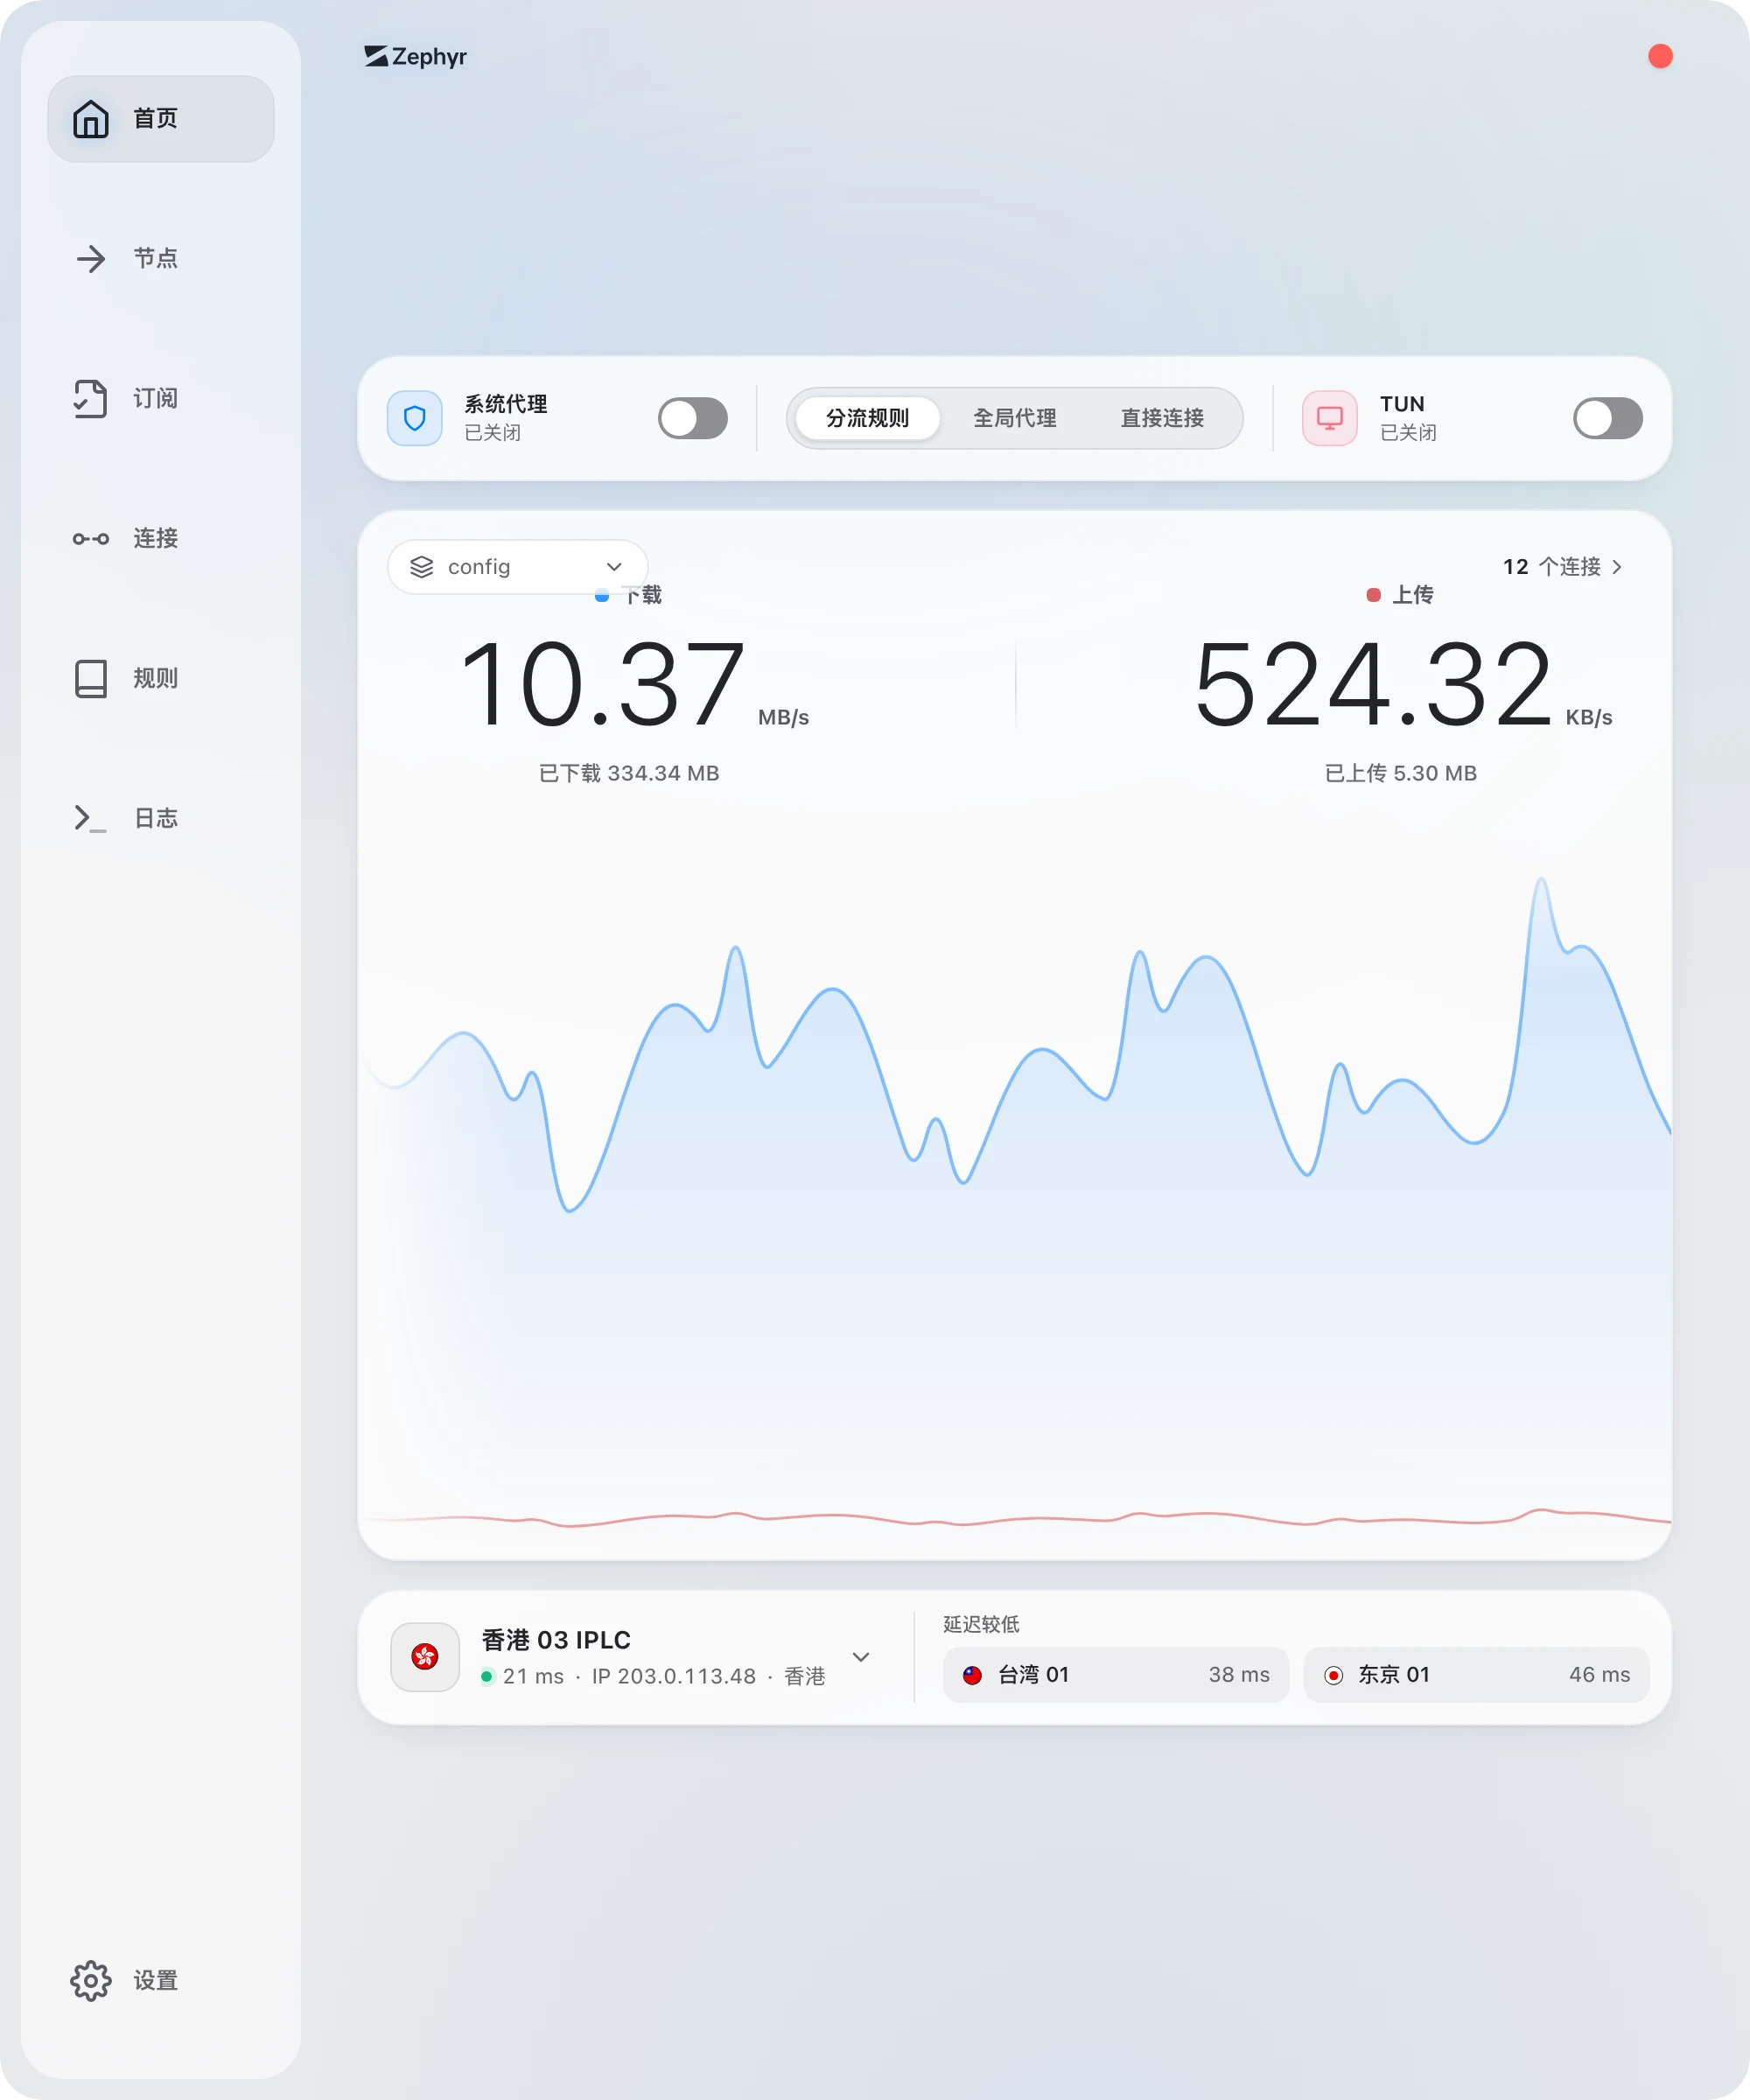 Zephyr
首页
节点
订阅
连接
规则
日志
设置
系统代理
已关闭
分流规则
全局代理
直接连接
TUN
已关闭
config
12 个连接
下载
10.37 MB/s
已下载 334.34 MB
上传
524.32 KB/s
已上传 5.30 MB
香港 03 IPLC
21 ms · IP 203.0.113.48 · 香港
延迟较低
台湾 01 38 ms
东京 01 46 ms